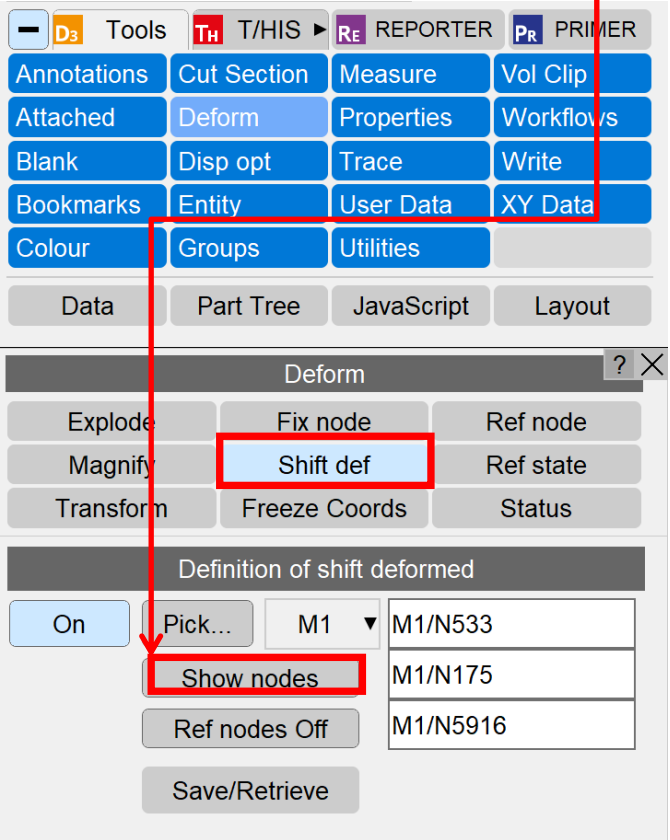 D3 Tools TH T/HIS RE REPORTER PR PRIMER
Annotations Cut Section Measure Vol Clip
Attached Deform Properties Workflows
Blank Disp opt Trace Write
Bookmarks Entity User Data XY Data
Colour Groups Utilities
Data Part Tree JavaScript Layout
Deform ? X
Explode Fix node Ref node
Magnify Shift def Ref state
Transform Freeze Coords Status
Definition of shift deformed
On Pick... M1 M1/N533
Show nodes M1/N175
Ref nodes Off M1/N5916
Save/Retrieve